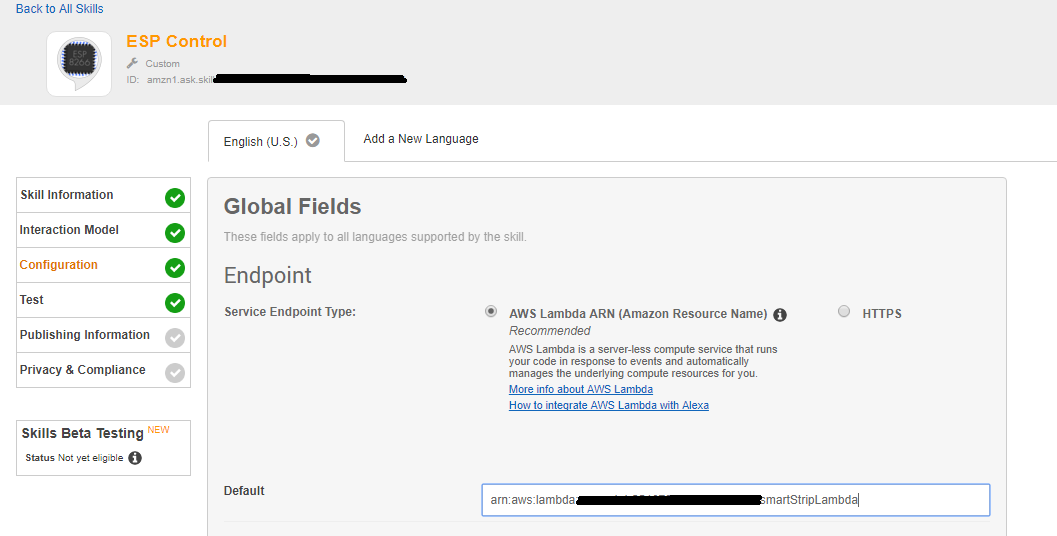 Back to All Skills
ESP
8266
ESP Control
Custom
ID: amzn1.ask.skil
English (U.S.)
Add a New Language
Skill Information
Interaction Model
Configuration
Test
Publishing Information
Privacy & Compliance
Skills Beta Testing NEW
Status Not yet eligible
Global Fields
These fields apply to all languages supported by the skill.
Endpoint
Service Endpoint Type:
AWS Lambda ARN (Amazon Resource Name)
HTTPS
Recommended
AWS Lambda is a server-less compute service that runs
your code in response to events and automatically
manages the underlying compute resources for you.
More info about AWS Lambda
How to integrate AWS Lambda with Alexa
Default
arn:aws:lambda smartStripLambda